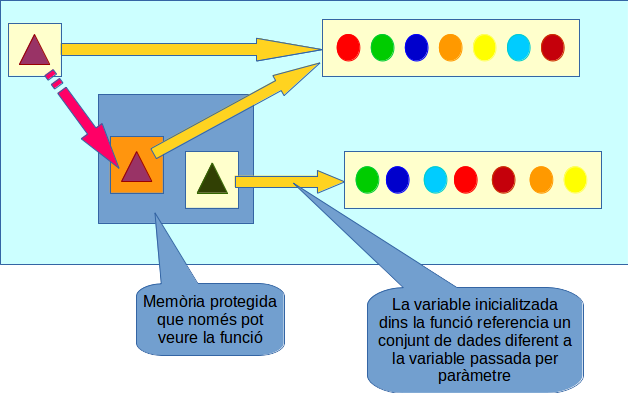 Memòria protegida
que només pot
veure la funció
La variable inicialitzada
dins la funció referencia un
conjunt de dades diferent a
la variable passada per
paràmetre